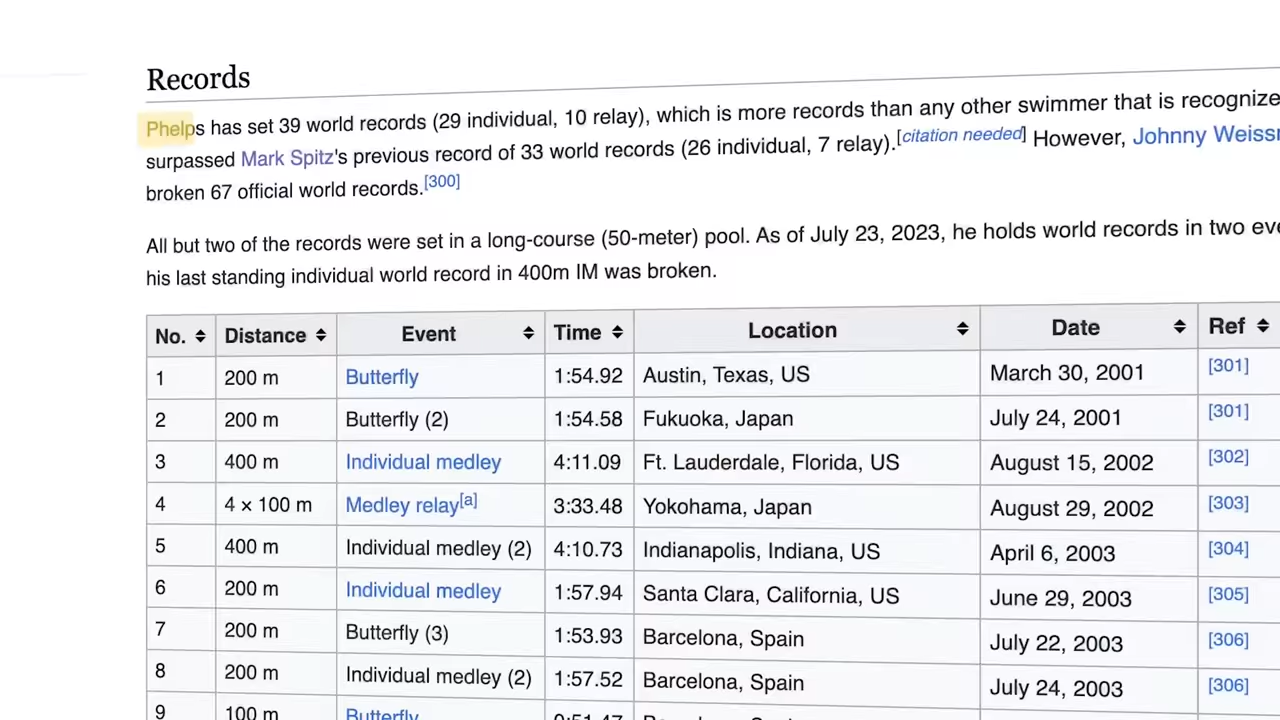 Records
Phelps has set 39 world records (29 individual, 10 relay), which is more records than any other swimmer that is
surpassed Mark Spitz's previous record of 33 world records (26 individual, 7 relay).[citation needed] However, Johnny
broken 67 official world records.[300]
All but two of the records were set in a long-course (50-meter) pool. As of July 23, 2023, he holds world records in two
his last standing individual world record in 400m IM was broken.
No. Distance Event Time Location Date Ref
1 200 m Butterfly 1:54.92 Austin, Texas, US March 30, 2001 [301]
2 200 m Butterfly (2) 1:54.58 Fukuoka, Japan July 24, 2001 [301]
3 400 m Individual medley 4:11.09 Ft. Lauderdale, Florida, US August 15, 2002 [302]
4 4 × 100 m Medley relay[a] 3:33.48 Yokohama, Japan August 29, 2002 [303]
5 400 m Individual medley (2) 4:10.73 Indianapolis, Indiana, US April 6, 2003 [304]
6 200 m Individual medley 1:57.94 Santa Clara, California, US June 29, 2003 [305]
7 200 m Butterfly (3) 1:53.93 Barcelona, Spain July 22, 2003 [306]
8 200 m Individual medley (2) 1:57.52 Barcelona, Spain July 24, 2003 [306]
9 100 m Butterfly